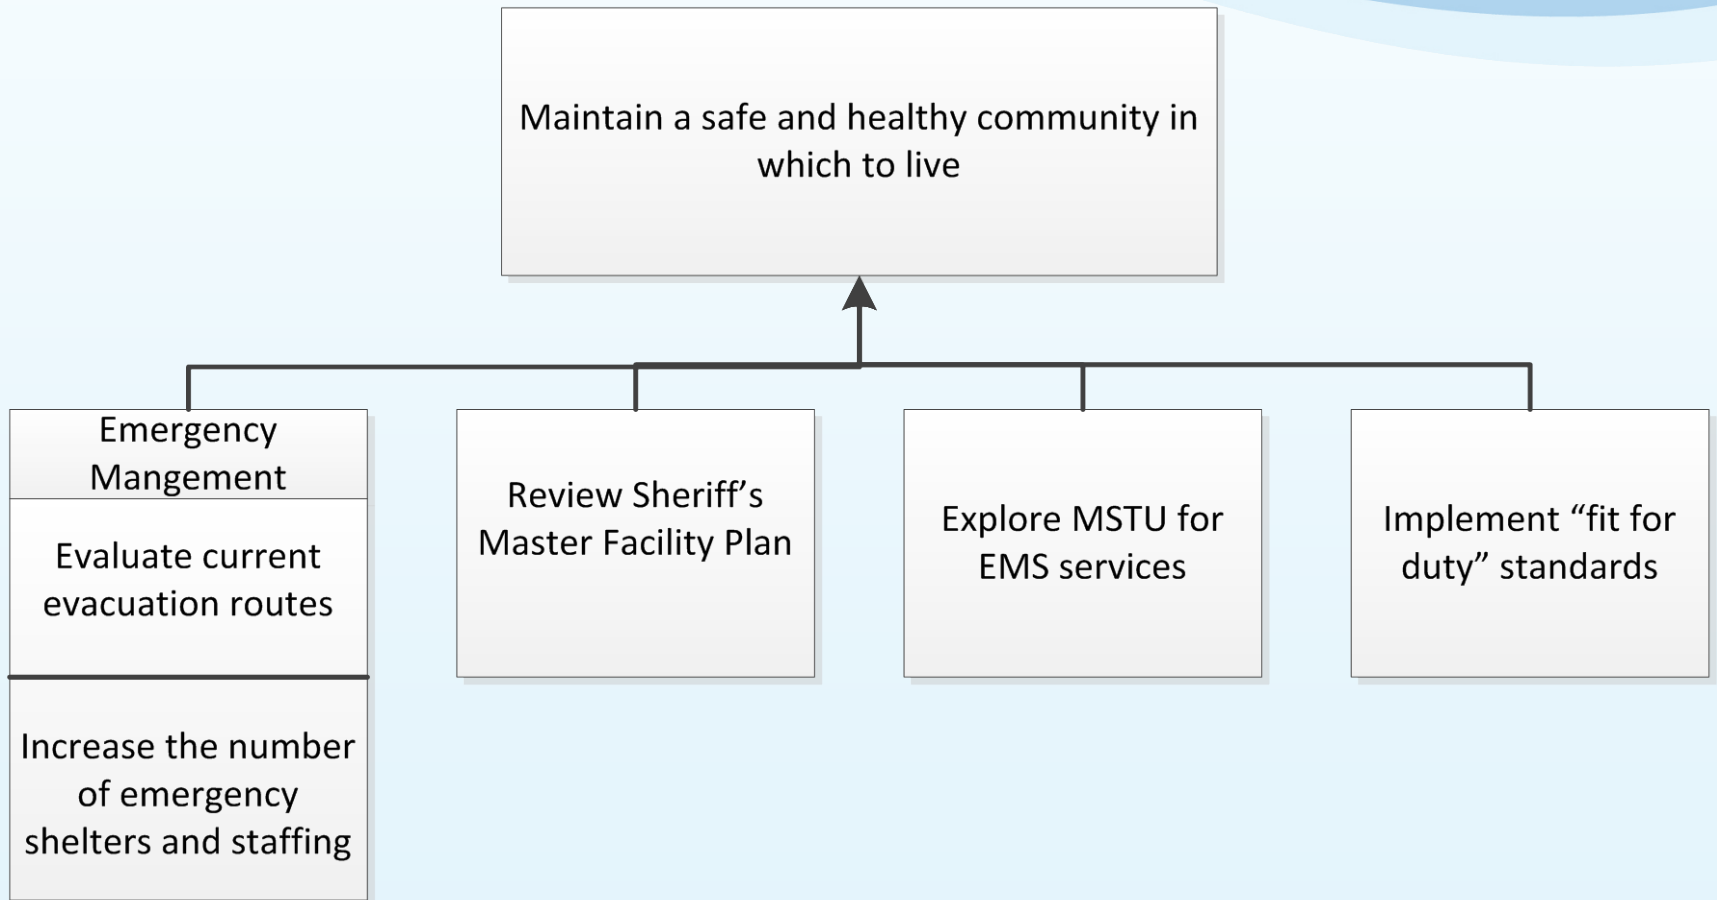 Maintain a safe and healthy community in
which to live
Emergency
Mangement
Evaluate current
evacuation routes
Increase the number
of emergency
shelters and staffing
Review Sheriff’s
Master Facility Plan
Explore MSTU for
EMS services
Implement “fit for
duty” standards